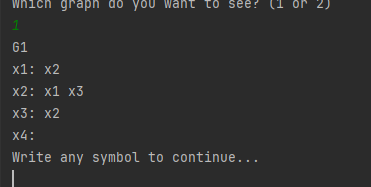 Which graph do you want to see? (1 or 2)
1
G1
x1: x2
x2: x1 x3
x3: x2
x4:
Write any symbol to continue...